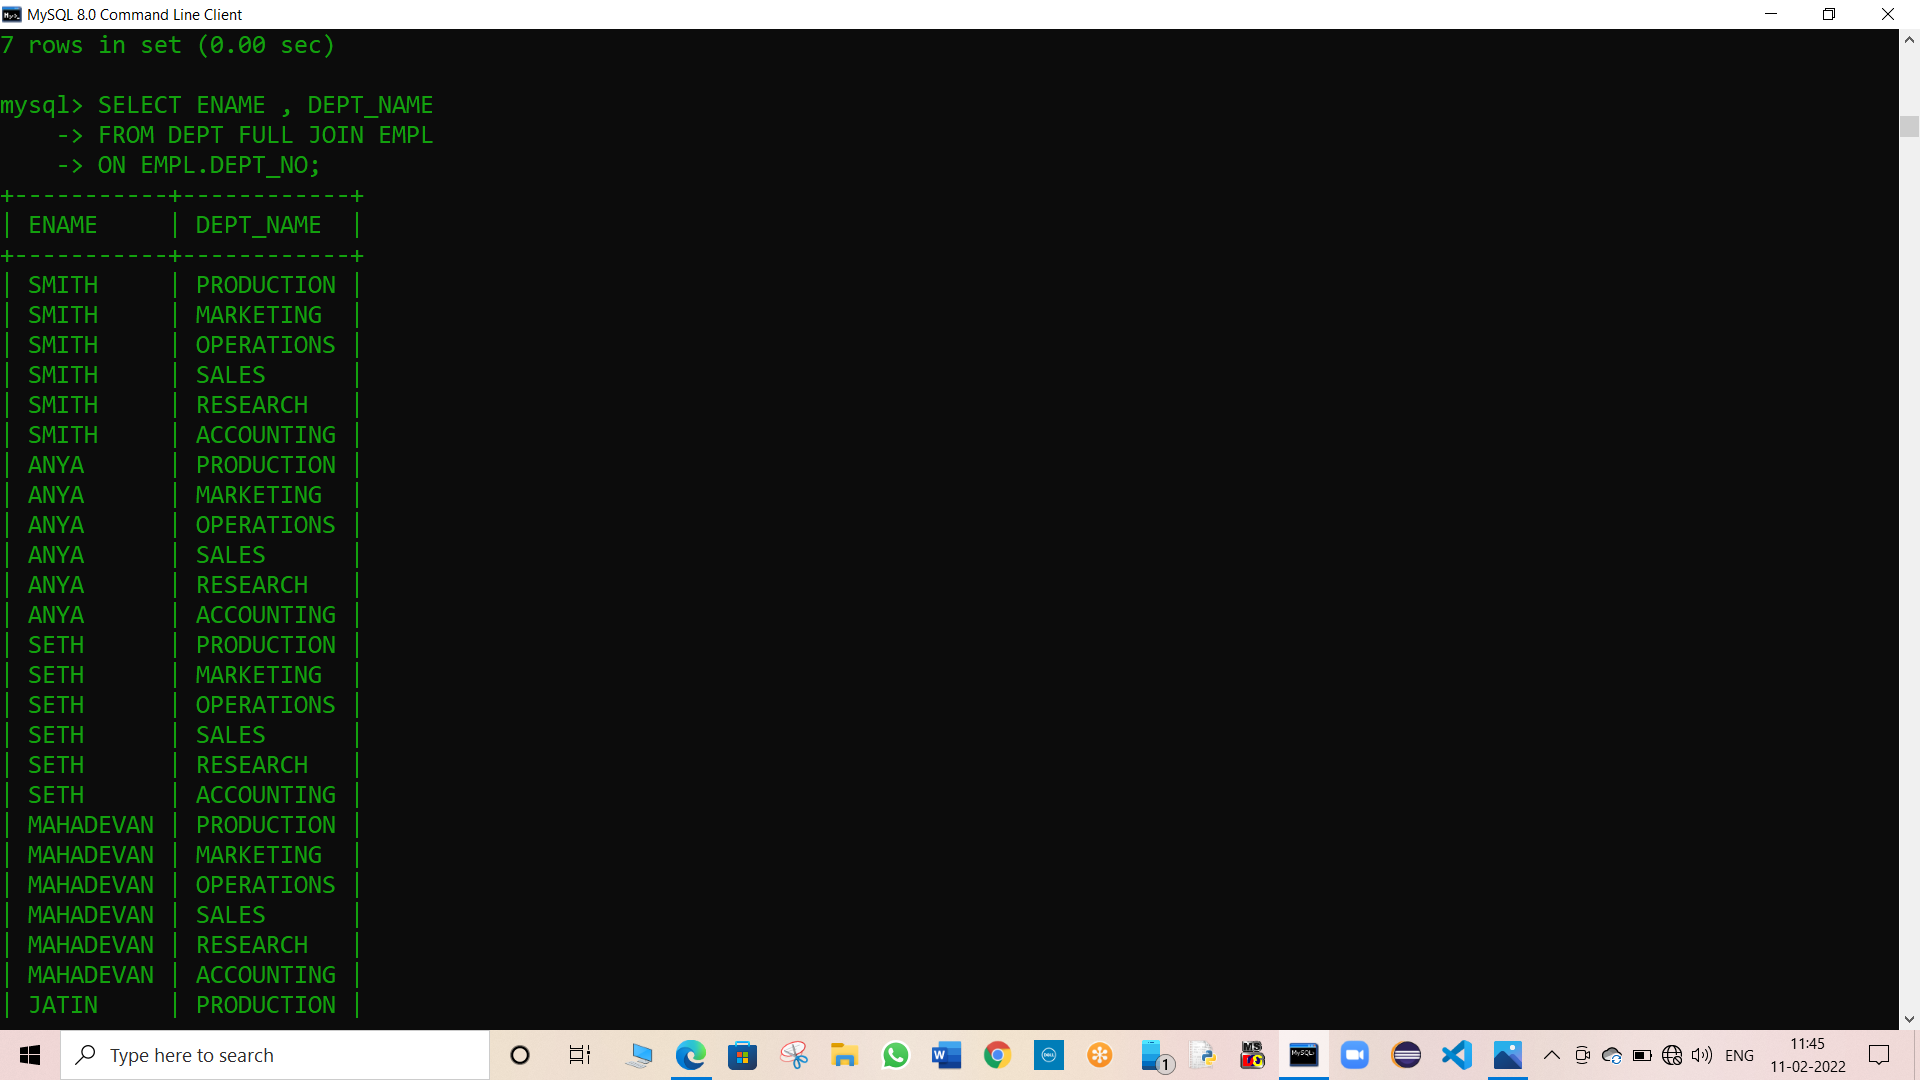 MySQL 8.0 Command Line Client
7 rows in set (0.00 sec)
mysql> SELECT ENAME , DEPT_NAME
    -> FROM DEPT FULL JOIN EMPL
    -> ON EMPL.DEPT_NO;
+-----------+------------+
| ENAME     | DEPT_NAME  |
+-----------+------------+
| SMITH     | PRODUCTION |
| SMITH     | MARKETING  |
| SMITH     | OPERATIONS |
| SMITH     | SALES      |
| SMITH     | RESEARCH   |
| SMITH     | ACCOUNTING |
| ANYA      | PRODUCTION |
| ANYA      | MARKETING  |
| ANYA      | OPERATIONS |
| ANYA      | SALES      |
| ANYA      | RESEARCH   |
| ANYA      | ACCOUNTING |
| SETH      | PRODUCTION |
| SETH      | MARKETING  |
| SETH      | OPERATIONS |
| SETH      | SALES      |
| SETH      | RESEARCH   |
| SETH      | ACCOUNTING |
| MAHADEVAN | PRODUCTION |
| MAHADEVAN | MARKETING  |
| MAHADEVAN | OPERATIONS |
| MAHADEVAN | SALES      |
| MAHADEVAN | RESEARCH   |
| MAHADEVAN | ACCOUNTING |
| JATIN     | PRODUCTION |
Type here to search
W
DELL
1
MS
MySQL
ENG
11:45
11-02-2022